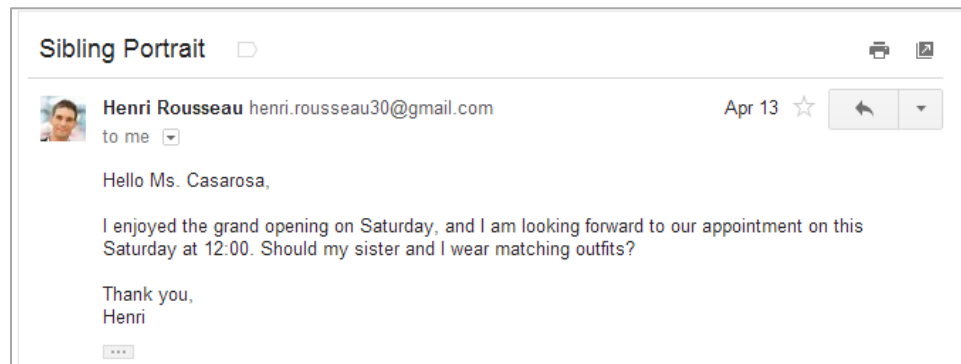 Sibling Portrait
Henri Rousseau henri.rousseau30@gmail.com Apr 13
to me
Hello Ms. Casarosa,
I enjoyed the grand opening on Saturday, and I am looking forward to our appointment on this
Saturday at 12:00. Should my sister and I wear matching outfits?
Thank you,
Henri